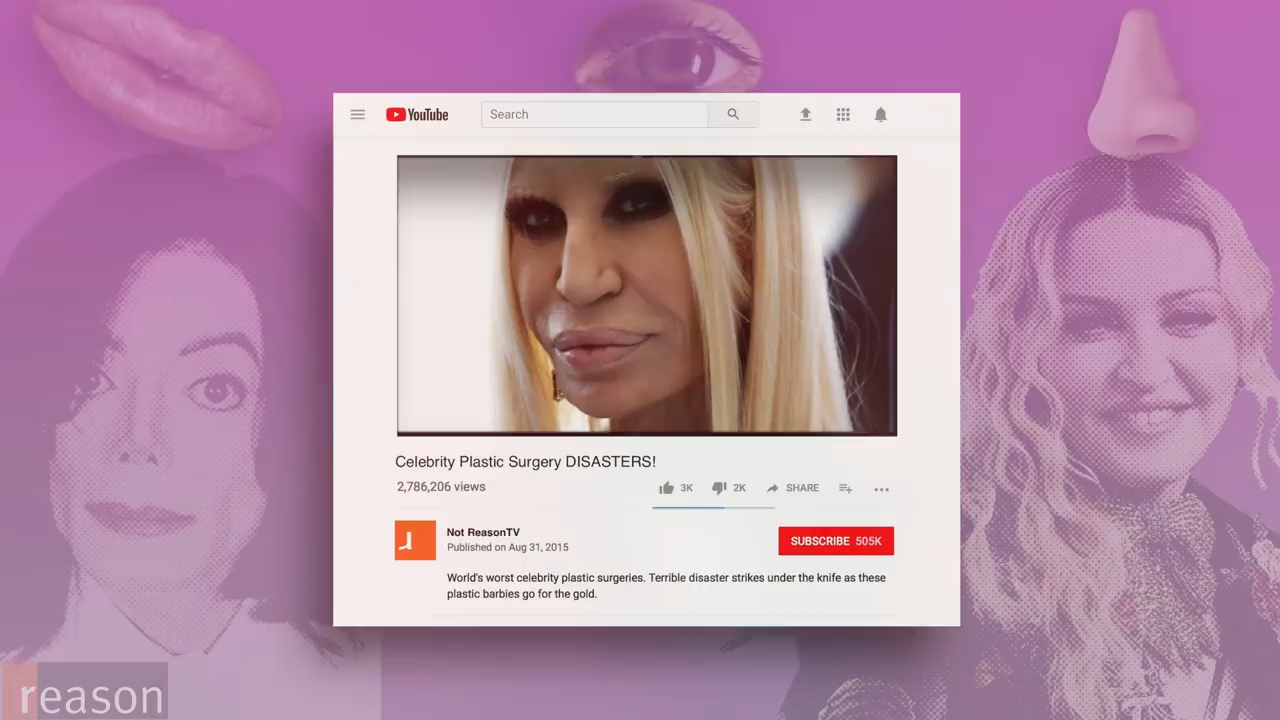 YouTube
Search
Celebrity Plastic Surgery DISASTERS!
2,786,206 views
3K
2K
SHARE
Not ReasonTV
Published on Aug 31, 2015
SUBSCRIBE 505K
World's worst celebrity plastic surgeries. Terrible disaster strikes under the knife as these
plastic barbies go for the gold.
reason